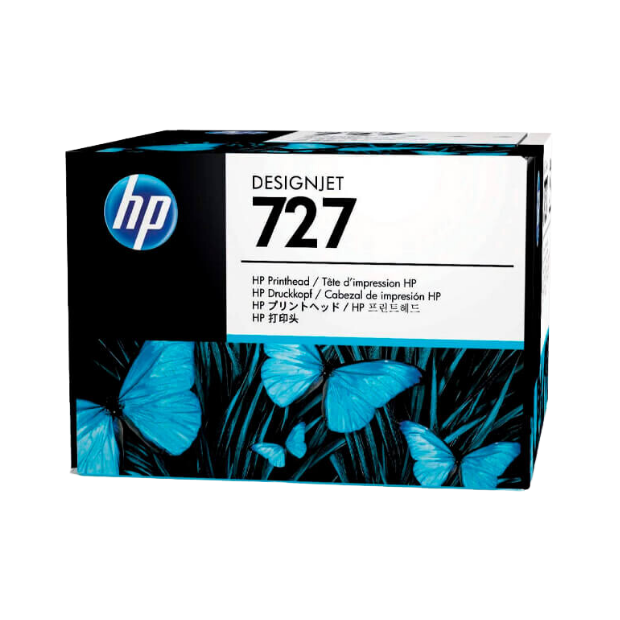 hp
DESIGNJET
727
HP Printhead / Tête d'impression HP
HP Druckkopf / Cabezal de impresión HP
HP プリントヘッド / HP 프린트헤드
HP 打印头